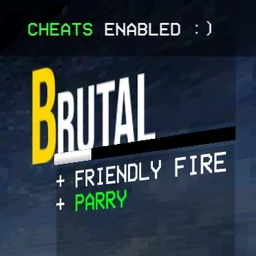 CHEATS ENABLED :)
BRUTAL
+ FRIENDLY FIRE
+ PARRY